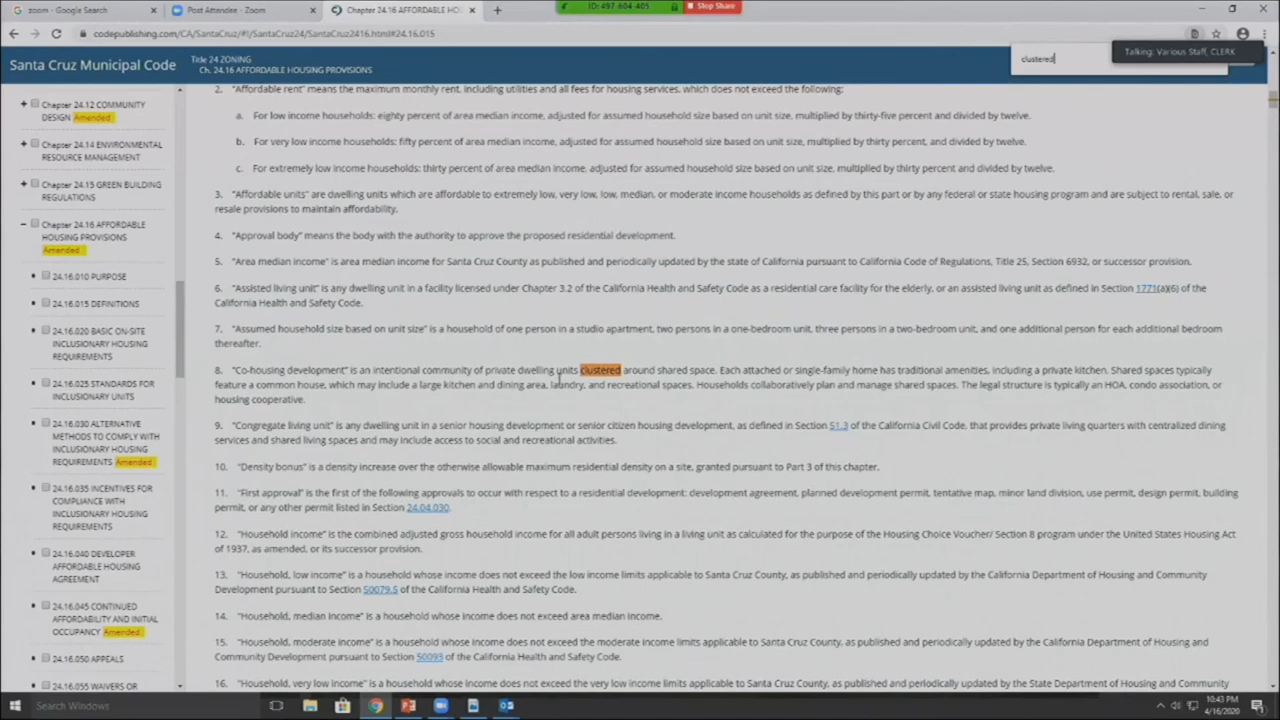 zoom - Google Search
Post Attendee - Zoom
Chapter 24.16 AFFORDABLE HO
ID: 497-604-405
Stop Share
codepublishing.com/CA/SantaCruz/#!/SantaCruz24/SantaCruz2416.html#24.16.015
Talking: Various Staff, CLERK
Santa Cruz Municipal Code
Title 24 ZONING
Ch. 24.16 AFFORDABLE HOUSING PROVISIONS
clustered
Chapter 24.12 COMMUNITY
DESIGN Amended
Chapter 24.14 ENVIRONMENTAL
RESOURCE MANAGEMENT
Chapter 24.15 GREEN BUILDING
REGULATIONS
Chapter 24.16 AFFORDABLE
HOUSING PROVISIONS
Amended
24.16.010 PURPOSE
24.16.015 DEFINITIONS
24.16.020 BASIC ON-SITE
INCLUSIONARY HOUSING
REQUIREMENTS
24.16.025 STANDARDS FOR
INCLUSIONARY UNITS
24.16.030 ALTERNATIVE
METHODS TO COMPLY WITH
INCLUSIONARY HOUSING
REQUIREMENTS Amended
24.16.035 INCENTIVES FOR
COMPLIANCE WITH
INCLUSIONARY HOUSING
REQUIREMENTS
24.16.040 DEVELOPER
AFFORDABLE HOUSING
AGREEMENT
24.16.045 CONTINUED
AFFORDABILITY AND INITIAL
OCCUPANCY Amended
24.16.050 APPEALS
24.16.055 WAIVERS OR
2. "Affordable rent" means the maximum monthly rent, including utilities and all fees for housing services, which does not exceed the following:
a. For low income households: eighty percent of area median income, adjusted for assumed household size based on unit size, multiplied by thirty-five percent and divided by twelve.
b. For very low income households: fifty percent of area median income, adjusted for assumed household size based on unit size, multiplied by thirty percent, and divided by twelve.
c. For extremely low income households: thirty percent of area median income, adjusted for assumed household size based on unit size, multiplied by thirty percent and divided by twelve.
3. "Affordable units" are dwelling units which are affordable to extremely low, very low, low, median, or moderate income households as defined by this part or by any federal or state housing program and are subject to rental, sale, or
resale provisions to maintain affordability.
4. "Approval body" means the body with the authority to approve the proposed residential development.
5. "Area median income" is area median income for Santa Cruz County as published and periodically updated by the state of California pursuant to California Code of Regulations, Title 25, Section 6932, or successor provision.
6. "Assisted living unit" is any dwelling unit in a facility licensed under Chapter 3.2 of the California Health and Safety Code as a residential care facility for the elderly, or an assisted living unit as defined in Section 1771(a)(6) of the
California Health and Safety Code.
7. "Assumed household size based on unit size" is a household of one person in a studio apartment, two persons in a one-bedroom unit, three persons in a two-bedroom unit, and one additional person for each additional bedroom
thereafter.
8. "Co-housing development" is an intentional community of private dwelling units clustered around shared space. Each attached or single-family home has traditional amenities, including a private kitchen. Shared spaces typically
feature a common house, which may include a large kitchen and dining area, laundry, and recreational spaces. Households collaboratively plan and manage shared spaces. The legal structure is typically an HOA, condo association, or
housing cooperative.
9. "Congregate living unit" is any dwelling unit in a senior housing development or senior citizen housing development, as defined in Section 51.3 of the California Civil Code, that provides private living quarters with centralized dining
services and shared living spaces and may include access to social and recreational activities.
10. "Density bonus" is a density increase over the otherwise allowable maximum residential density on a site, granted pursuant to Part 3 of this chapter.
11. "First approval" is the first of the following approvals to occur with respect to a residential development: development agreement, planned development permit, tentative map, minor land division, use permit, design permit, building
permit, or any other permit listed in Section 24.04.030.
12. "Household income" is the combined adjusted gross household income for all adult persons living in a living unit as calculated for the purpose of the Housing Choice Voucher/ Section 8 program under the United States Housing Act
of 1937, as amended, or its successor provision.
13. "Household, low income" is a household whose income does not exceed the low income limits applicable to Santa Cruz County, as published and periodically updated by the California Department of Housing and Community
Development pursuant to Section 50079.5 of the California Health and Safety Code.
14. "Household, median income" is a household whose income does not exceed area median income.
15. "Household, moderate income" is a household whose income does not exceed the moderate income limits applicable to Santa Cruz County, as published and periodically updated by the California Department of Housing and
Community Development pursuant to Section 50093 of the California Health and Safety Code.
16. "Household, very low income" is a household whose income does not exceed the very low income limits applicable to Santa Cruz County, as published and periodically updated by the State Department of Housing and Community
Search Windows
10:43 PM
4/16/2020